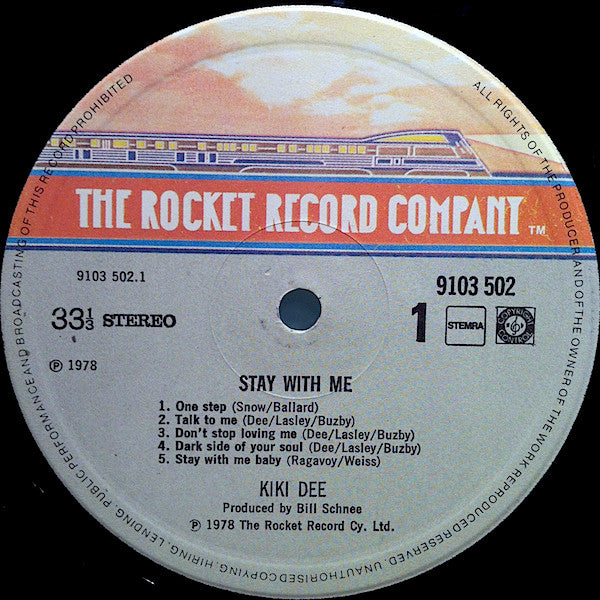 ALL RIGHTS OF THE PRODUCER AND OF THE OWNER OF THE WORK REPRODUCED RESERVED. UNAUTHORISED COPYING, HIRING, LENDING, PUBLIC PERFORMANCE AND BROADCASTING OF THIS RECORD PROHIBITED
THE ROCKET RECORD COMPANY TM
9103 502.1
9103 502
33⅓ STEREO
1
STEMRA
COPYRIGHT CONTROL
Ⓟ 1978
STAY WITH ME
1. One step (Snow/Ballard)
2. Talk to me (Dee/Lasley/Buzby)
3. Don't stop loving me (Dee/Lasley/Buzby)
4. Dark side of your soul (Dee/Lasley/Buzby)
5. Stay with me baby (Ragavoy/Weiss)
KIKI DEE
Produced by Bill Schnee
Ⓟ 1978 The Rocket Record Cy. Ltd.